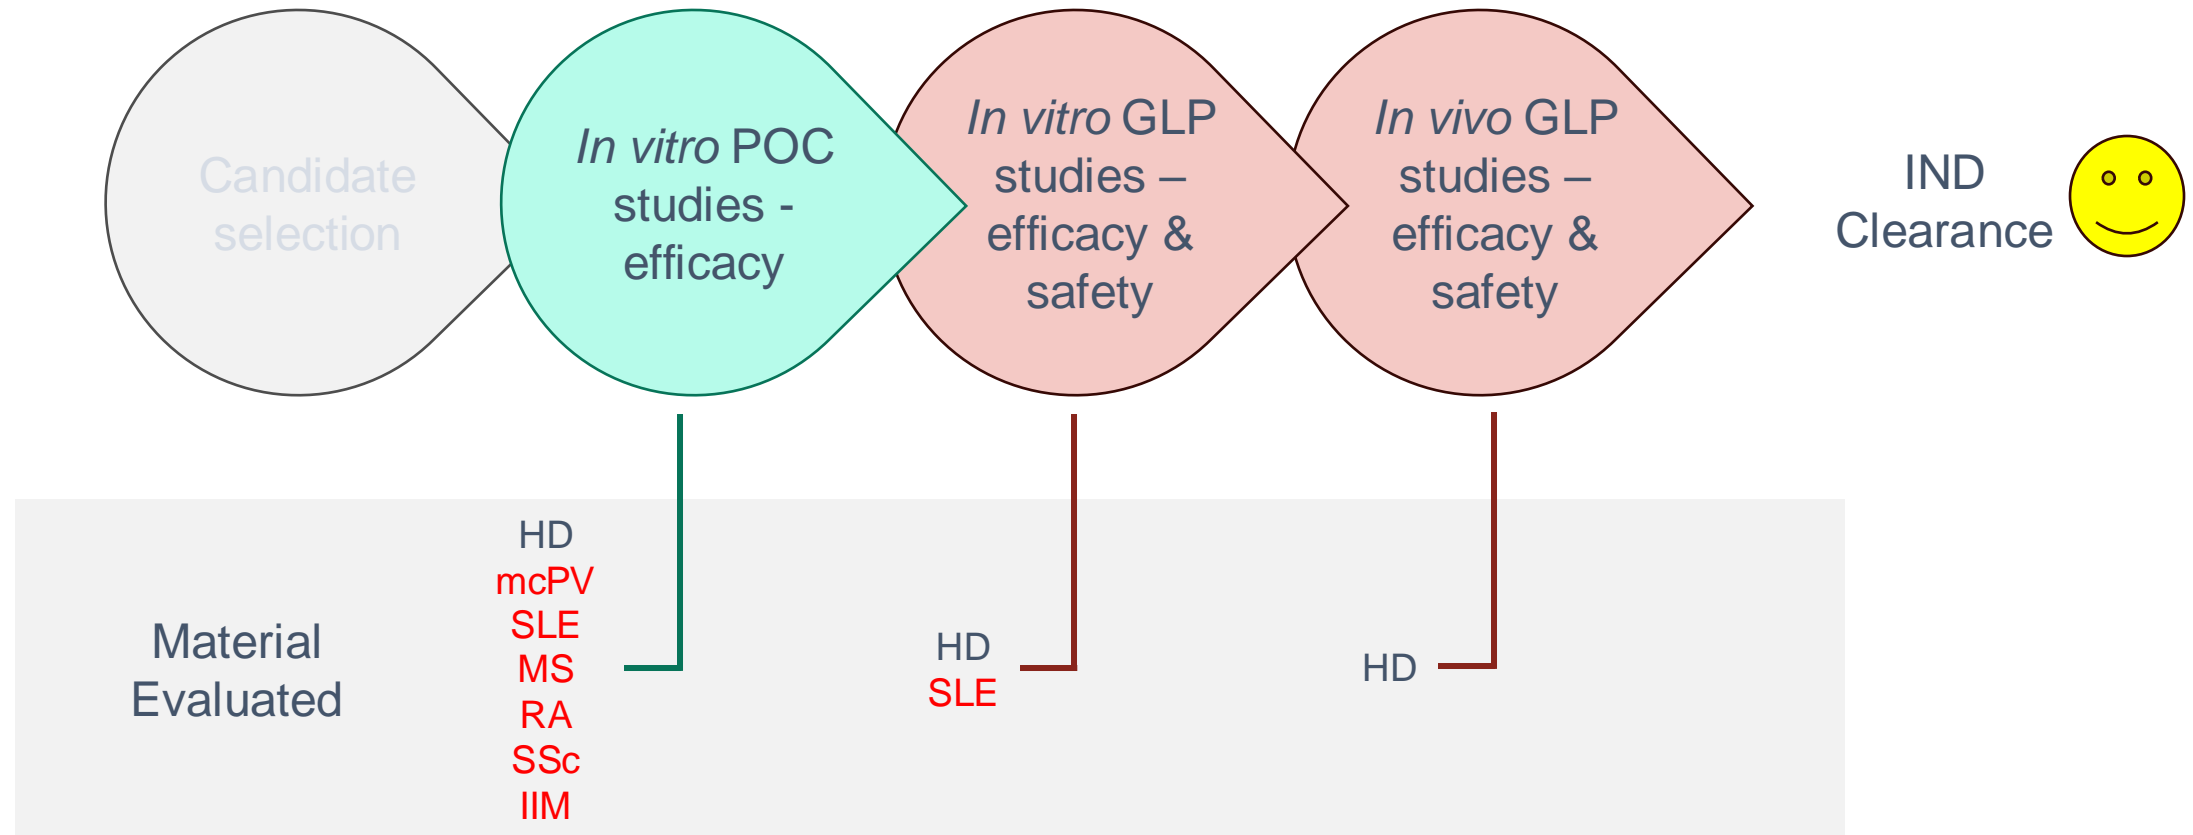 Candidate
selection
In vitro POC
studies -
efficacy
In vitro GLP
studies –
efficacy &
safety
In vivo GLP
studies –
efficacy &
safety
IND
Clearance
Material
Evaluated
HD
mcPV
SLE
MS
RA
SSc
IIM
HD
SLE
HD